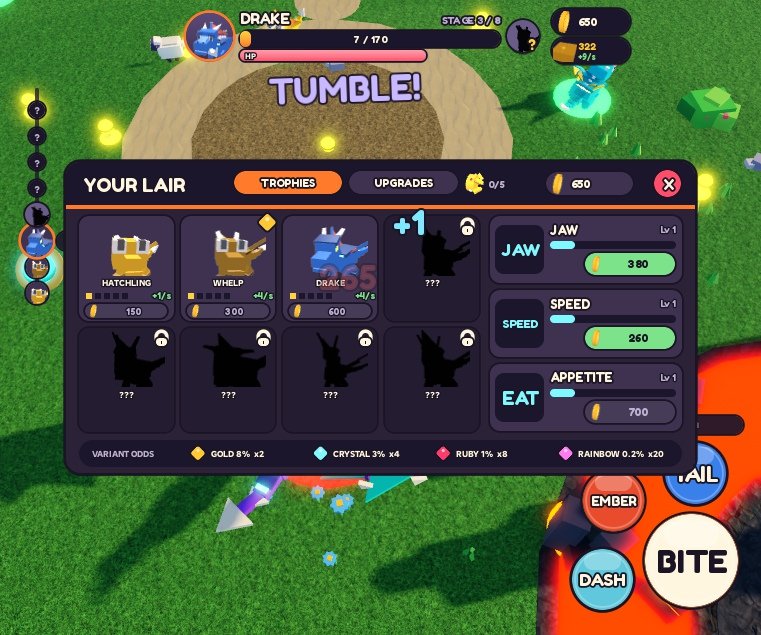 DRAKE
STAGE 3 / 8
7 / 170
?
650
HP
322
+9/s
TUMBLE!
?
?
?
?
YOUR LAIR
TROPHIES
UPGRADES
0/5
650
X
HATCHLING
+1/s
150
WHELP
+4/s
300
DRAKE
265
+4/s
600
+1
???
JAW
JAW
Lv 1
380
SPEED
SPEED
Lv 1
260
???
???
???
???
EAT
APPETITE
Lv 1
700
VARIANT ODDS
GOLD 8% x2
CRYSTAL 3% x4
RUBY 1% x8
RAINBOW 0.2% x20
TAIL
EMBER
BITE
DASH